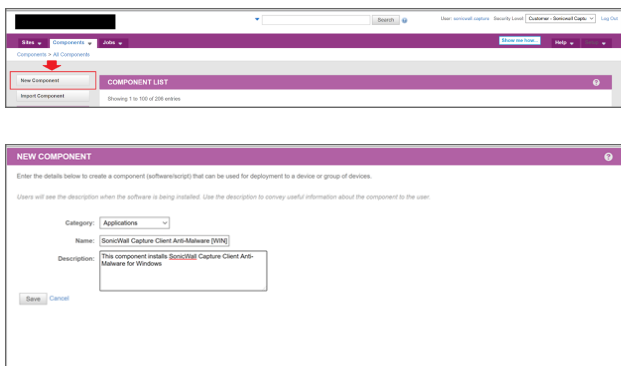 Search
User: sonicwall.capture Security Level: Customer - Sonicwall Captu Log Out
Sites Components Jobs Show me how... Help
Components > All Components
New Component
COMPONENT LIST
Import Component
Showing 1 to 100 of 206 entries
NEW COMPONENT
Enter the details below to create a component (software/script) that can be used for deployment to a device or group of devices.
Users will see the description when the software is being installed. Use the description to convey useful information about the component to the user.
Category: Applications
Name: SonicWall Capture Client Anti-Malware [WIN]
Description: This component installs SonicWall Capture Client Anti-
Malware for Windows
Save Cancel